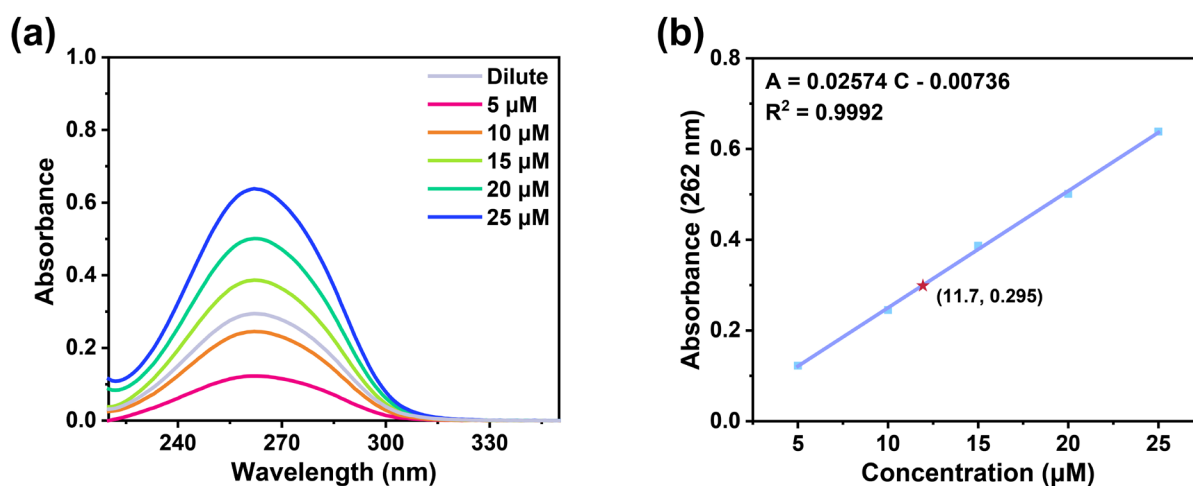 (a)
Absorbance
1.0
0.8
0.6
0.4
0.2
0.0
Dilute
5 μM
10 μM
15 μM
20 μM
25 μM
240 270 300 330
Wavelength (nm)
(b)
Absorbance (262 nm)
0.8
0.6
0.4
0.2
0.0
A = 0.02574 C - 0.00736
R² = 0.9992
(11.7, 0.295)
5 10 15 20 25
Concentration (μM)